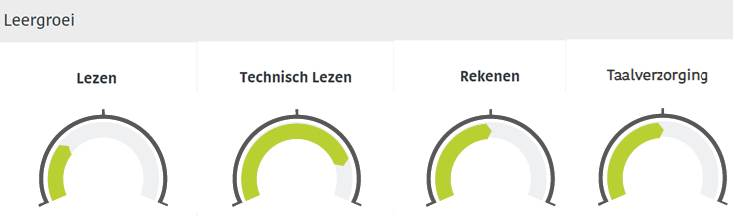 Leergroei
Lezen
Technisch Lezen
Rekenen
Taalverzorging